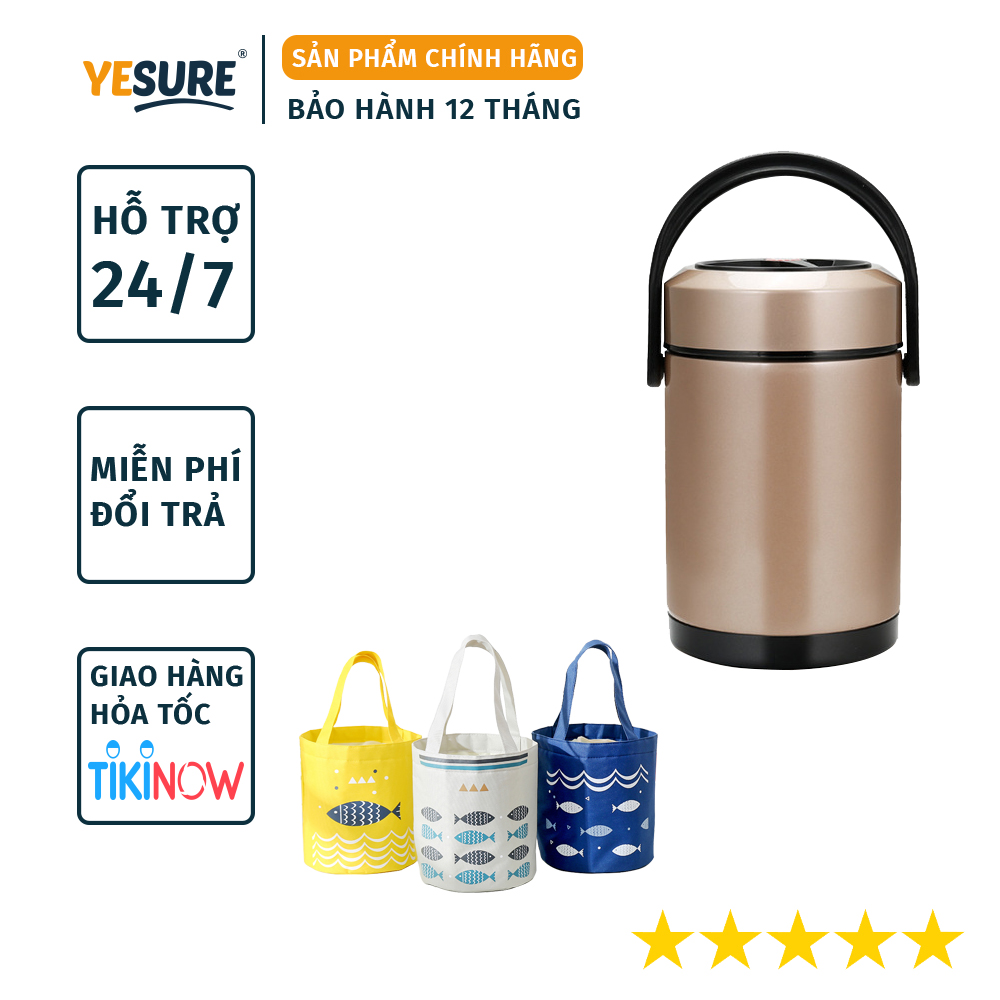 YESURE®
SẢN PHẨM CHÍNH HÃNG
BẢO HÀNH 12 THÁNG
HỖ TRỢ
24/7
MIỄN PHÍ
ĐỔI TRẢ
GIAO HÀNG
HỎA TỐC
TIKINOW